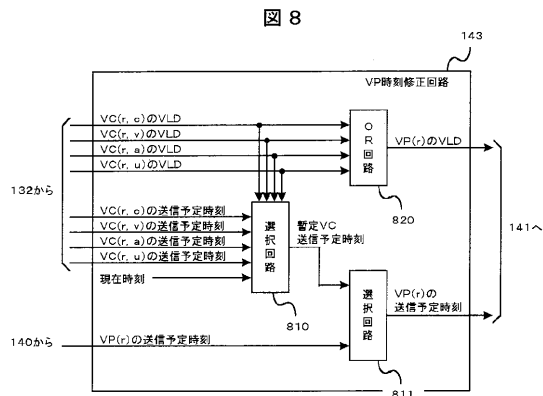 図8
143
VP時刻修正回路
VC(r, c)のVLD
VC(r, v)のVLD
VC(r, a)のVLD
VC(r, u)のVLD
OR回路
VP(r)のVLD
820
132から
VC(r, c)の送信予定時刻
VC(r, v)の送信予定時刻
VC(r, a)の送信予定時刻
VC(r, u)の送信予定時刻
現在時刻
選択回路
810
暫定VC
送信予定時刻
141へ
選択回路
VP(r)の
送信予定時刻
140から
VP(r)の送信予定時刻
811